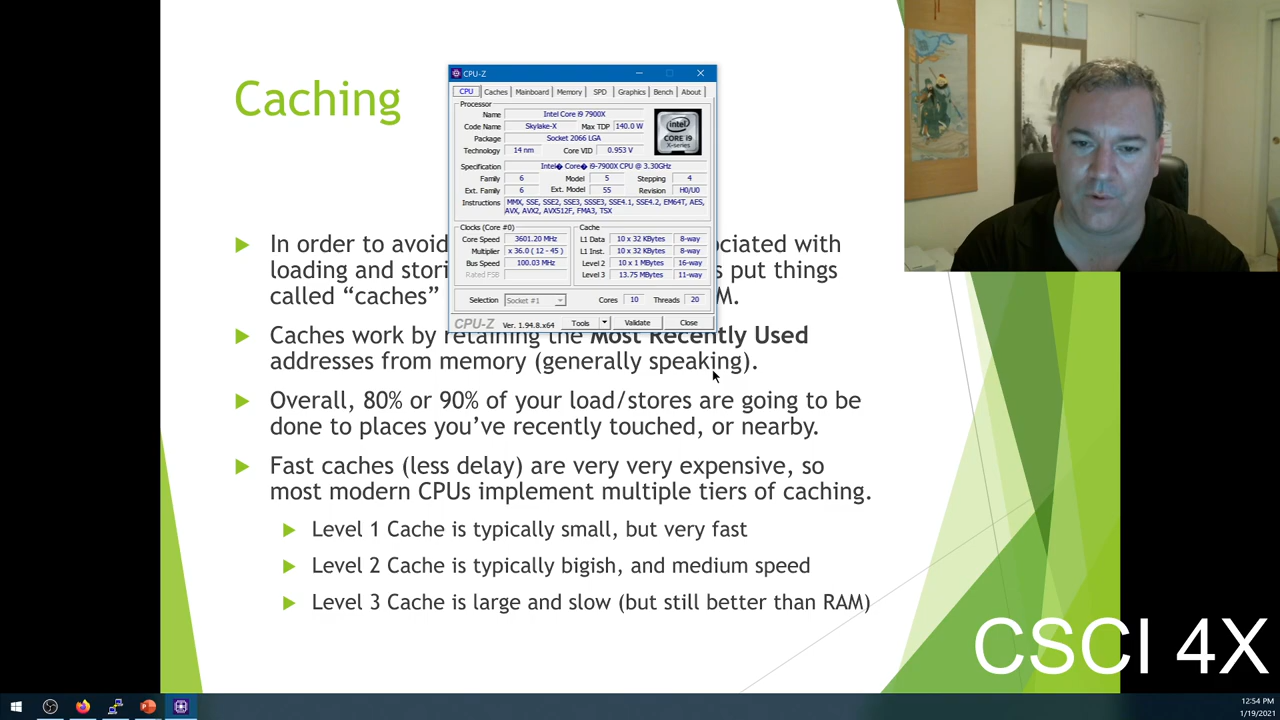 Caching
CPU-Z
CPU Caches Mainboard Memory SPD Graphics Bench About
Processor
Name Intel Core i9 7900X
Code Name Skylake-X Max TDP 140.0 W
Package Socket 2066 LGA
Technology 14 nm Core VID 0.953 V
intel
CORE i9
X-series
Specification Intel� Core� i9-7900X CPU @ 3.30GHz
Family 6 Model 5 Stepping 4
Ext. Family 6 Ext. Model 55 Revision H0/U0
Instructions MMX, SSE, SSE2, SSE3, SSSE3, SSE4.1, SSE4.2, EM64T, AES,
AVX, AVX2, AVX512F, FMA3, TSX
Clocks (Core #0)
Core Speed 3601.20 MHz
Multiplier x 36.0 ( 12 - 45 )
Bus Speed 100.03 MHz
Rated FSB
Cache
L1 Data 10 x 32 KBytes 8-way
L1 Inst. 10 x 32 KBytes 8-way
Level 2 10 x 1 MBytes 16-way
Level 3 13.75 MBytes 11-way
Selection Socket #1 Cores 10 Threads 20
CPU-Z Ver. 1.94.8.x64 Tools Validate Close
In order to avoid ociated with
loading and stori s put things
called “caches” M.
Caches work by retaining the Most Recently Used
addresses from memory (generally speaking).
Overall, 80% or 90% of your load/stores are going to be
done to places you’ve recently touched, or nearby.
Fast caches (less delay) are very very expensive, so
most modern CPUs implement multiple tiers of caching.
Level 1 Cache is typically small, but very fast
Level 2 Cache is typically bigish, and medium speed
Level 3 Cache is large and slow (but still better than RAM)
CSCI 4X
12:54 PM
1/19/2021